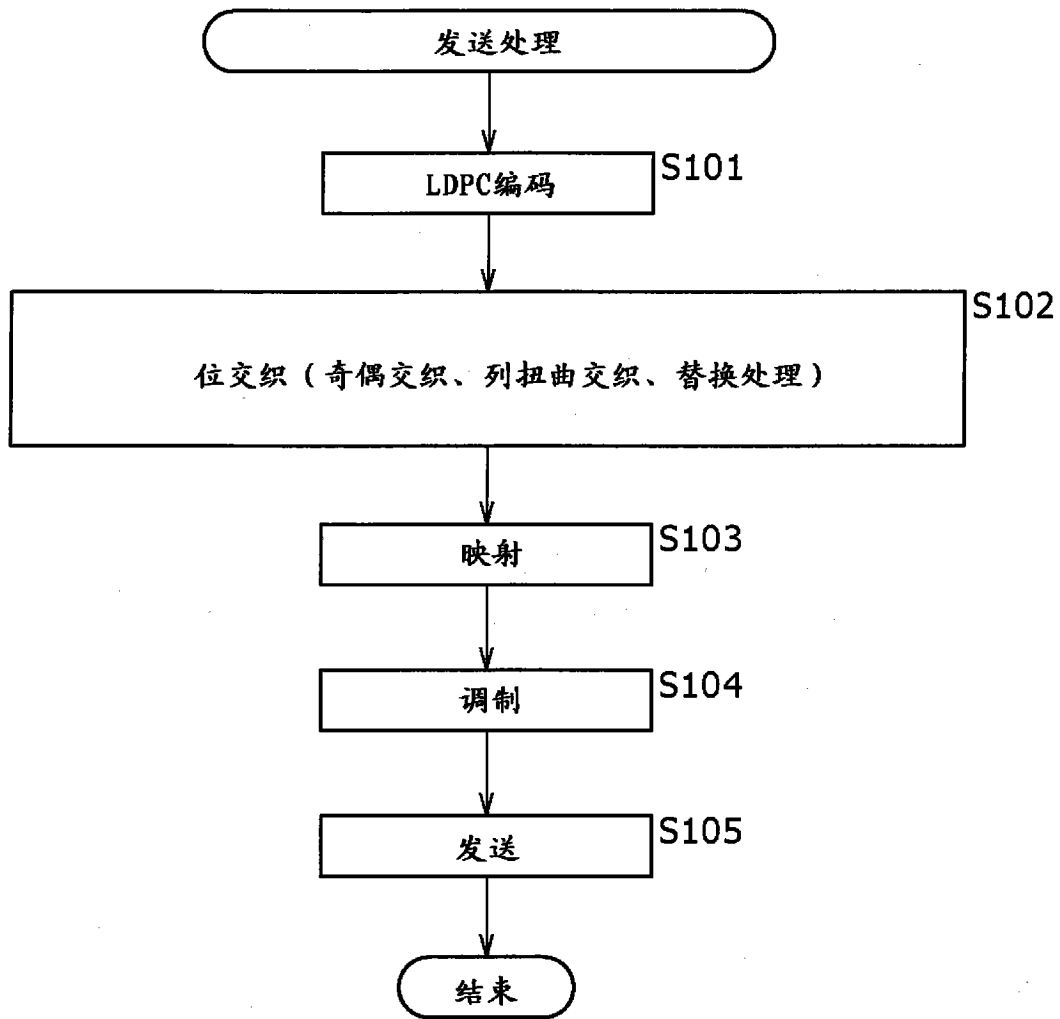 发送处理
LDPC编码
S101
位交织（奇偶交织、列扭曲交织、替换处理）
S102
映射
S103
调制
S104
发送
S105
结束